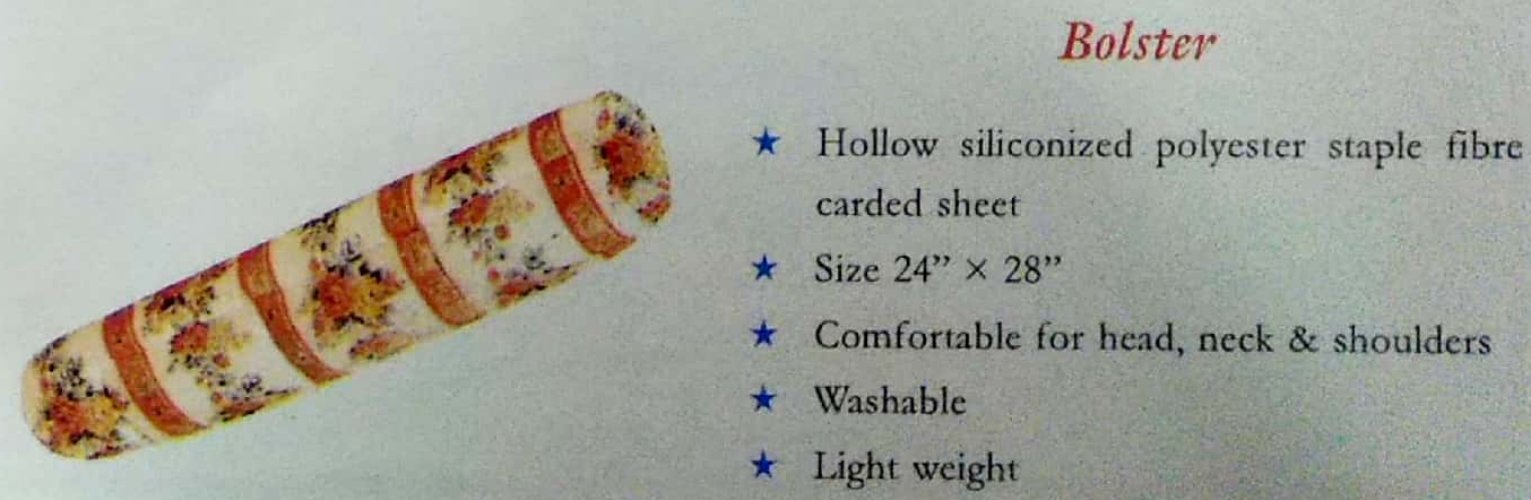 Bolster
★ Hollow siliconized polyester staple fibre
carded sheet
★ Size 24” × 28”
★ Comfortable for head, neck & shoulders
★ Washable
★ Light weight